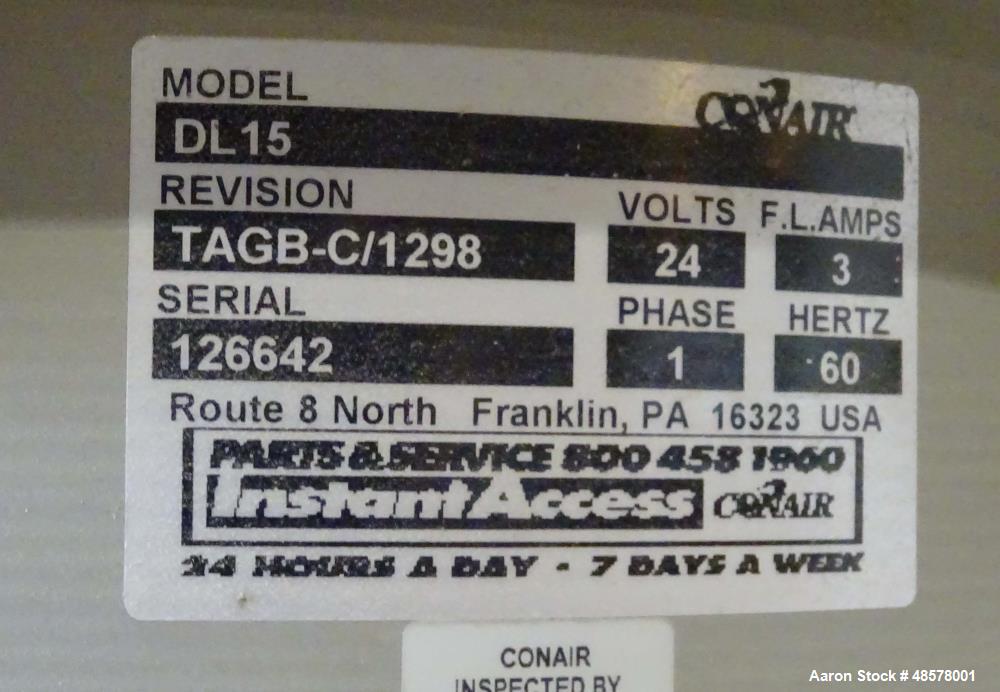 MODEL
CONAIR
DL15
REVISION
VOLTS F.L.AMPS
TAGB-C/1298
24 3
SERIAL
PHASE HERTZ
126642
1 60
Route 8 North Franklin, PA 16323 USA
PARTS & SERVICE 800 458 1960
Instant Access CONAIR
24 HOURS A DAY - 7 DAYS A WEEK
CONAIR
INSPECTED BY
Aaron Stock # 48578001